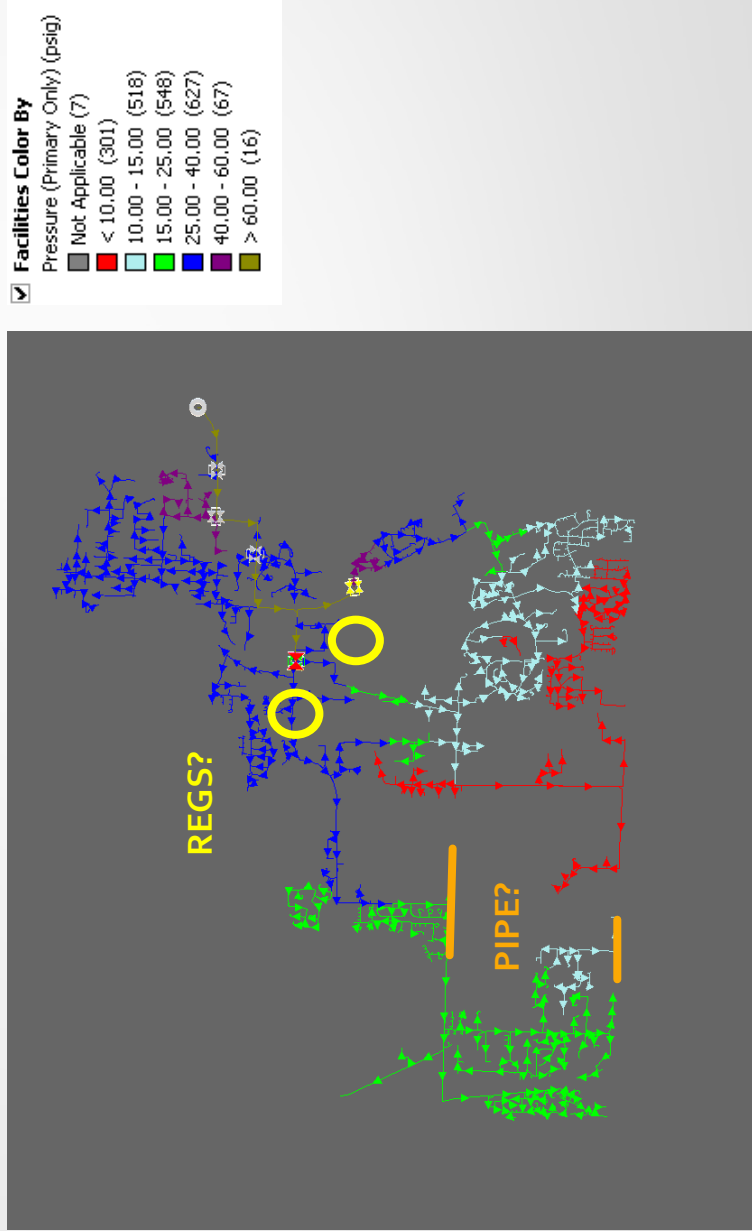 Facilities Color By
Pressure (Primary Only) (psig)
Not Applicable (7)
< 10.00 (301)
10.00 - 15.00 (518)
15.00 - 25.00 (548)
25.00 - 40.00 (627)
40.00 - 60.00 (67)
> 60.00 (16)
REGS?
PIPE?